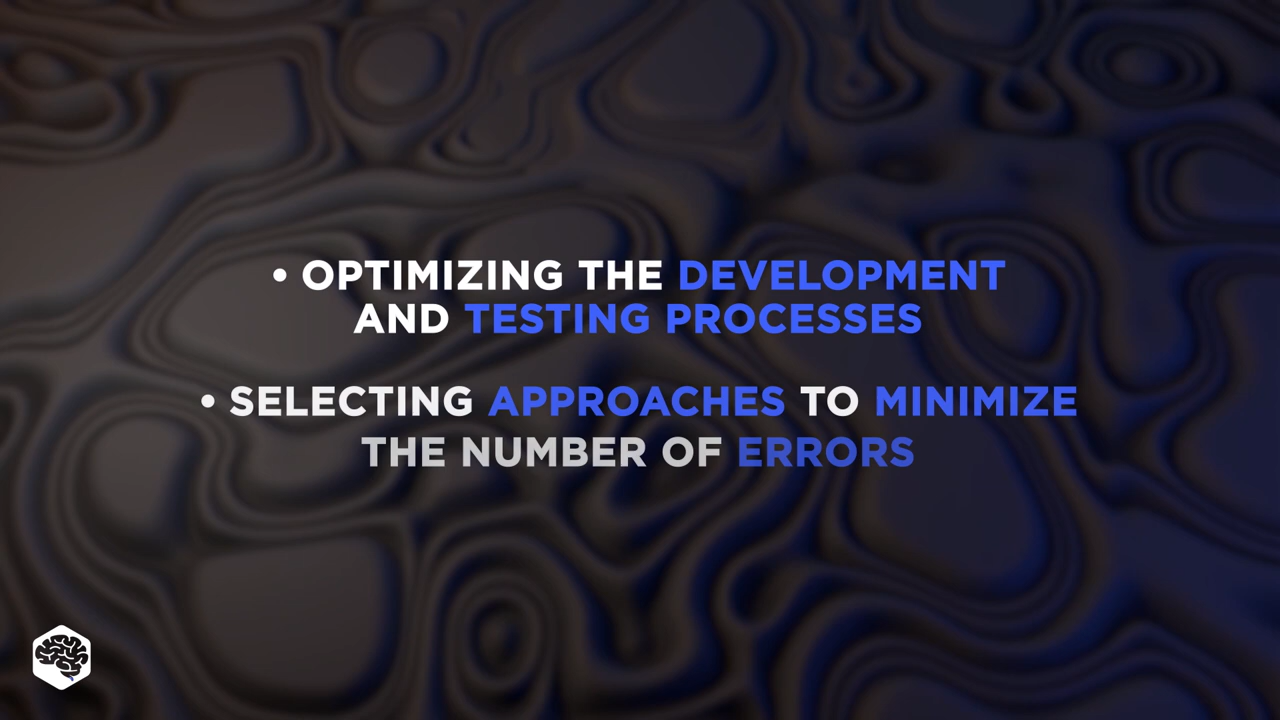 • OPTIMIZING THE DEVELOPMENT
AND TESTING PROCESSES
• SELECTING APPROACHES TO MINIMIZE
THE NUMBER OF ERRORS